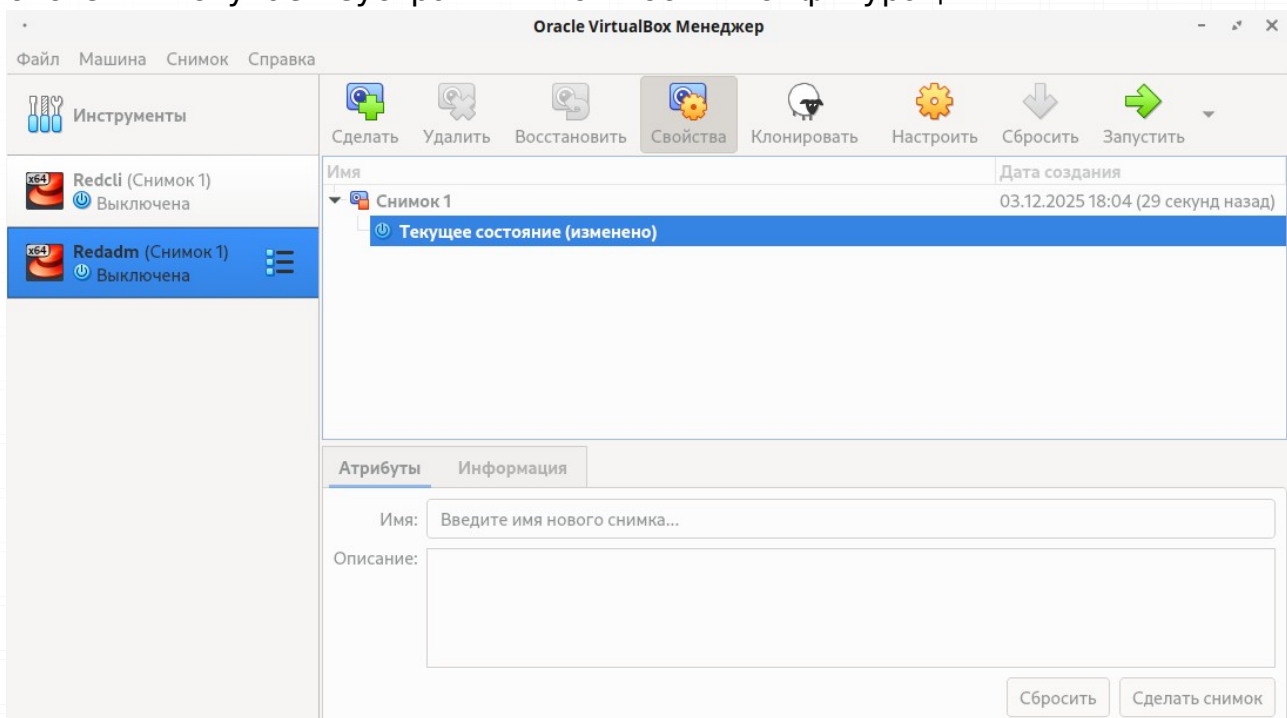 Oracle VirtualBox Менеджер
Файл Машина Снимок Справка
Инструменты
Сделать Удалить Восстановить Свойства Клонировать Настроить Сбросить Запустить
Имя Дата создания
x64 Redcli (Снимок 1)
Выключена
Снимок 1 03.12.2025 18:04 (29 секунд назад)
Текущее состояние (изменено)
x64 Redadm (Снимок 1)
Выключена
Атрибуты Информация
Имя: Введите имя нового снимка...
Описание:
Сбросить Сделать снимок